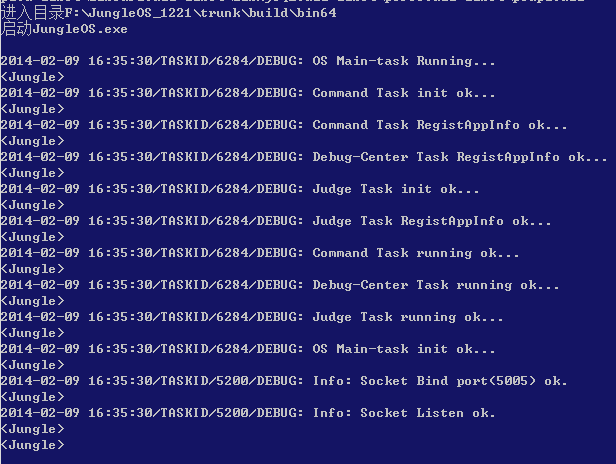 进入目录F:\JungleOS_1221\trunk\build\bin64
启动JungleOS.exe
2014-02-09 16:35:30/TASKID/6284/DEBUG: OS Main-task Running...
<Jungle>
2014-02-09 16:35:30/TASKID/6284/DEBUG: Command Task init ok...
<Jungle>
2014-02-09 16:35:30/TASKID/6284/DEBUG: Command Task RegistAppInfo ok...
<Jungle>
2014-02-09 16:35:30/TASKID/6284/DEBUG: Debug-Center Task RegistAppInfo ok...
<Jungle>
2014-02-09 16:35:30/TASKID/6284/DEBUG: Judge Task init ok...
<Jungle>
2014-02-09 16:35:30/TASKID/6284/DEBUG: Judge Task RegistAppInfo ok...
<Jungle>
2014-02-09 16:35:30/TASKID/6284/DEBUG: Command Task running ok...
<Jungle>
2014-02-09 16:35:30/TASKID/6284/DEBUG: Debug-Center Task running ok...
<Jungle>
2014-02-09 16:35:30/TASKID/6284/DEBUG: Judge Task running ok...
<Jungle>
2014-02-09 16:35:30/TASKID/6284/DEBUG: OS Main-task init ok...
<Jungle>
2014-02-09 16:35:30/TASKID/5200/DEBUG: Info: Socket Bind port(5005) ok.
<Jungle>
2014-02-09 16:35:30/TASKID/5200/DEBUG: Info: Socket Listen ok.
<Jungle>
<Jungle>